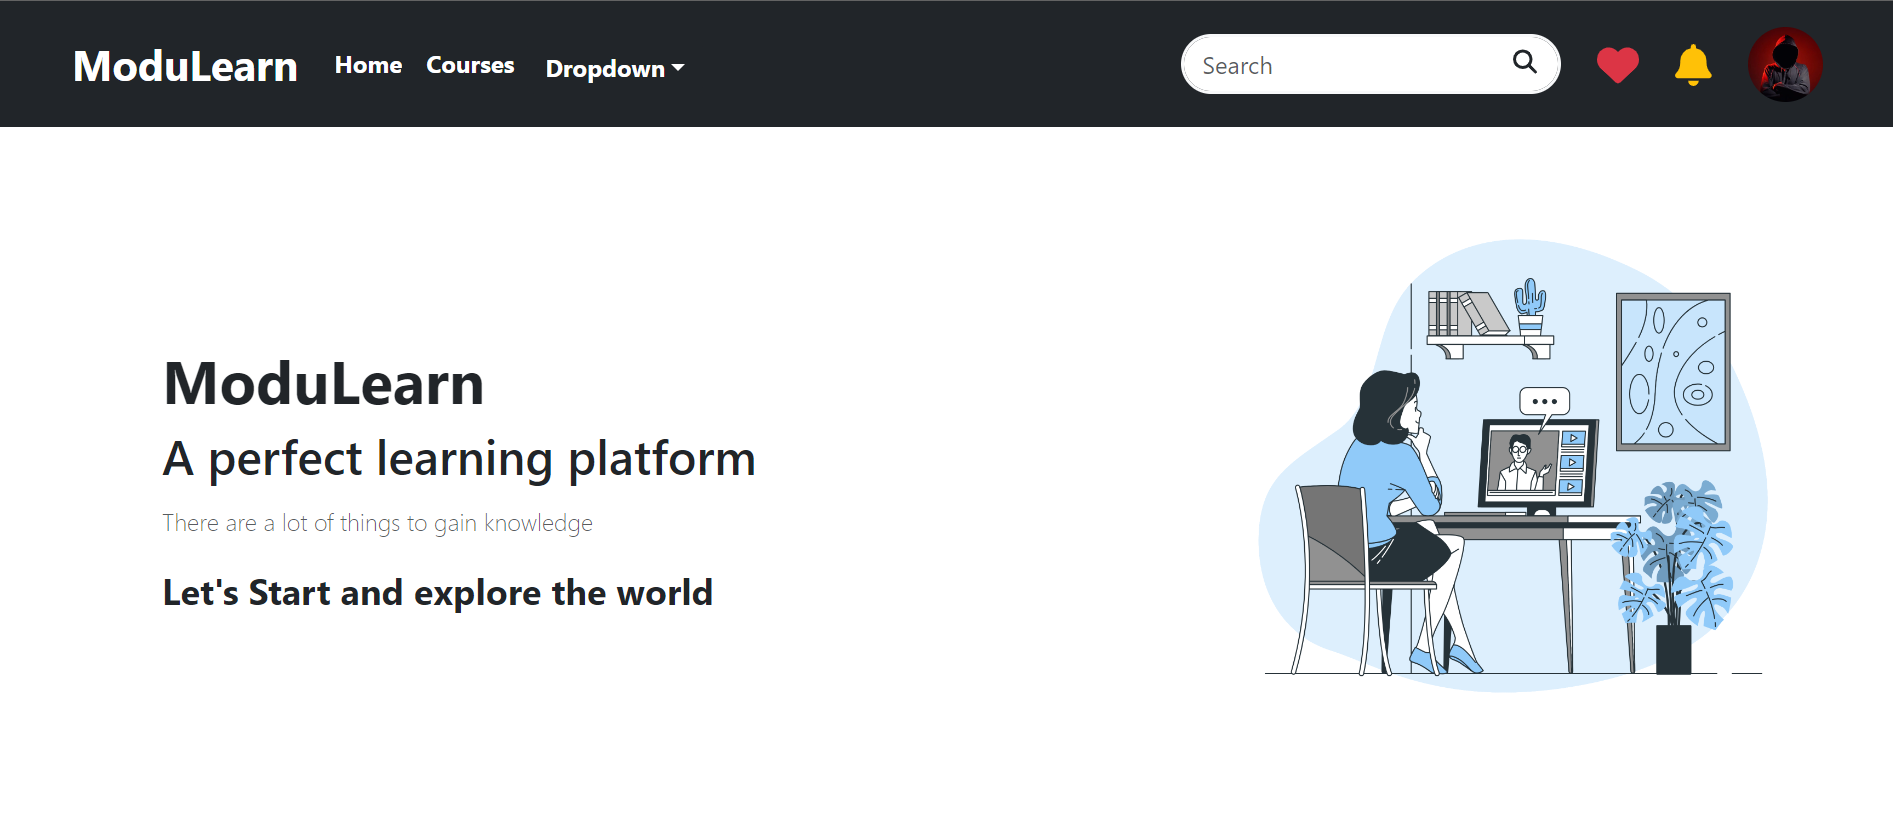 ModuLearn Home Courses Dropdown Search
ModuLearn
A perfect learning platform
There are a lot of things to gain knowledge
Let's Start and explore the world